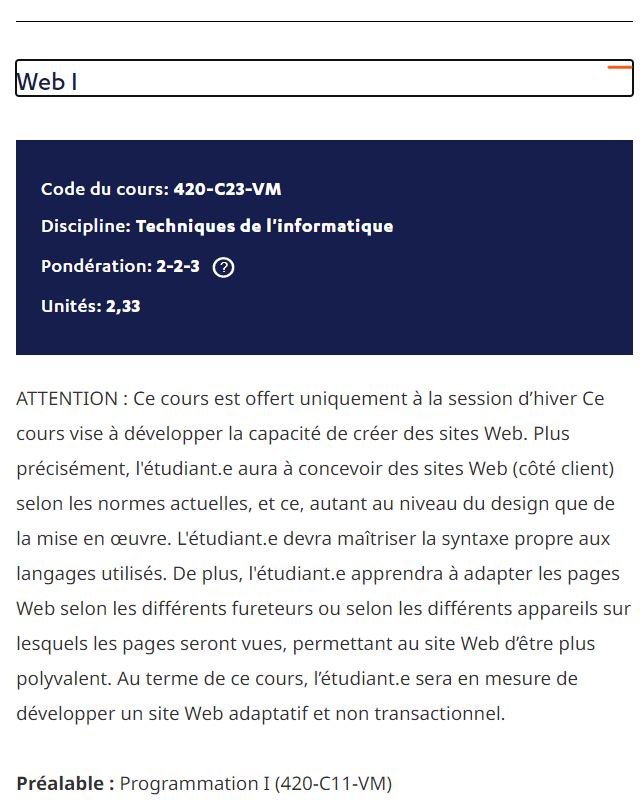 Web I
Code du cours: 420-C23-VM
Discipline: Techniques de l'informatique
Pondération: 2-2-3 ?
Unités: 2,33
ATTENTION : Ce cours est offert uniquement à la session d’hiver Ce
cours vise à développer la capacité de créer des sites Web. Plus
précisément, l'étudiant.e aura à concevoir des sites Web (côté client)
selon les normes actuelles, et ce, autant au niveau du design que de
la mise en œuvre. L'étudiant.e devra maîtriser la syntaxe propre aux
langages utilisés. De plus, l'étudiant.e apprendra à adapter les pages
Web selon les différents fureteurs ou selon les différents appareils sur
lesquels les pages seront vues, permettant au site Web d’être plus
polyvalent. Au terme de ce cours, l’étudiant.e sera en mesure de
développer un site Web adaptatif et non transactionnel.
Préalable : Programmation I (420-C11-VM)